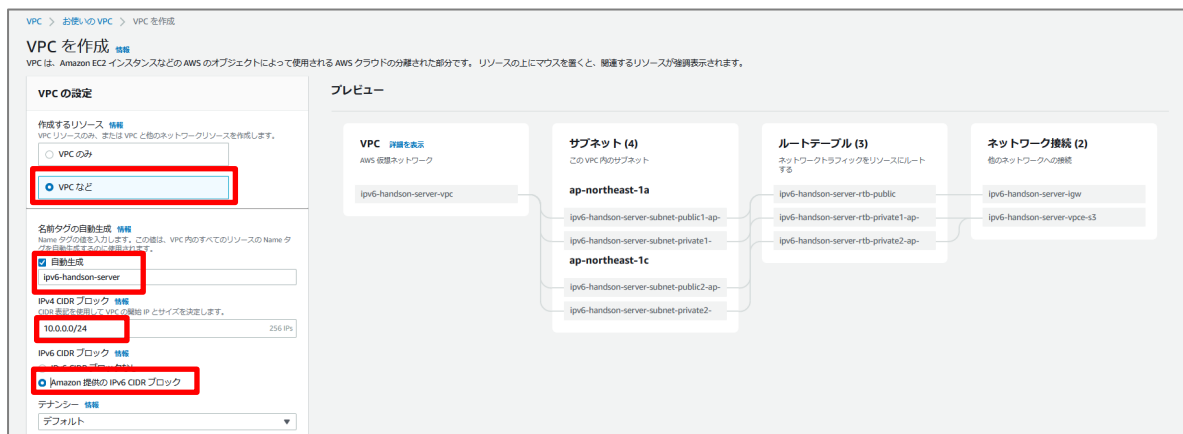 VPC > お使いの VPC > VPC を作成
VPC を作成 情報
VPC は、Amazon EC2 インスタンスなどの AWS のオブジェクトによって使用される AWS クラウドの分離された部分です。 リソースの上にマウスを置くと、関連するリソースが強調表示されます。
VPC の設定
作成するリソース 情報
VPC リソースのみ、または VPC と他のネットワークリソースを作成します。
VPC のみ
VPC など
名前タグの自動生成 情報
Name タグの値を入力します。この値は、VPC 内のすべてのリソースの Name タ
グを自動生成するのに使用されます。
自動生成
ipv6-handson-server
IPv4 CIDR ブロック 情報
CIDR 表記を使用して VPC の開始 IP とサイズを決定します。
10.0.0.0/24 256 IPs
IPv6 CIDR ブロック 情報
Amazon 提供の IPv6 CIDR ブロック
テナンシー 情報
デフォルト
プレビュー
VPC 詳細を表示
AWS 仮想ネットワーク
ipv6-handson-server-vpc
サブネット (4)
この VPC 内のサブネット
ap-northeast-1a
ipv6-handson-server-subnet-public1-ap-
ipv6-handson-server-subnet-private1-
ap-northeast-1c
ipv6-handson-server-subnet-public2-ap-
ipv6-handson-server-subnet-private2-
ルートテーブル (3)
ネットワークトラフィックをリソースにルート
する
ipv6-handson-server-rtb-public
ipv6-handson-server-rtb-private1-ap-
ipv6-handson-server-rtb-private2-ap-
ネットワーク接続 (2)
他のネットワークへの接続
ipv6-handson-server-igw
ipv6-handson-server-vpce-s3